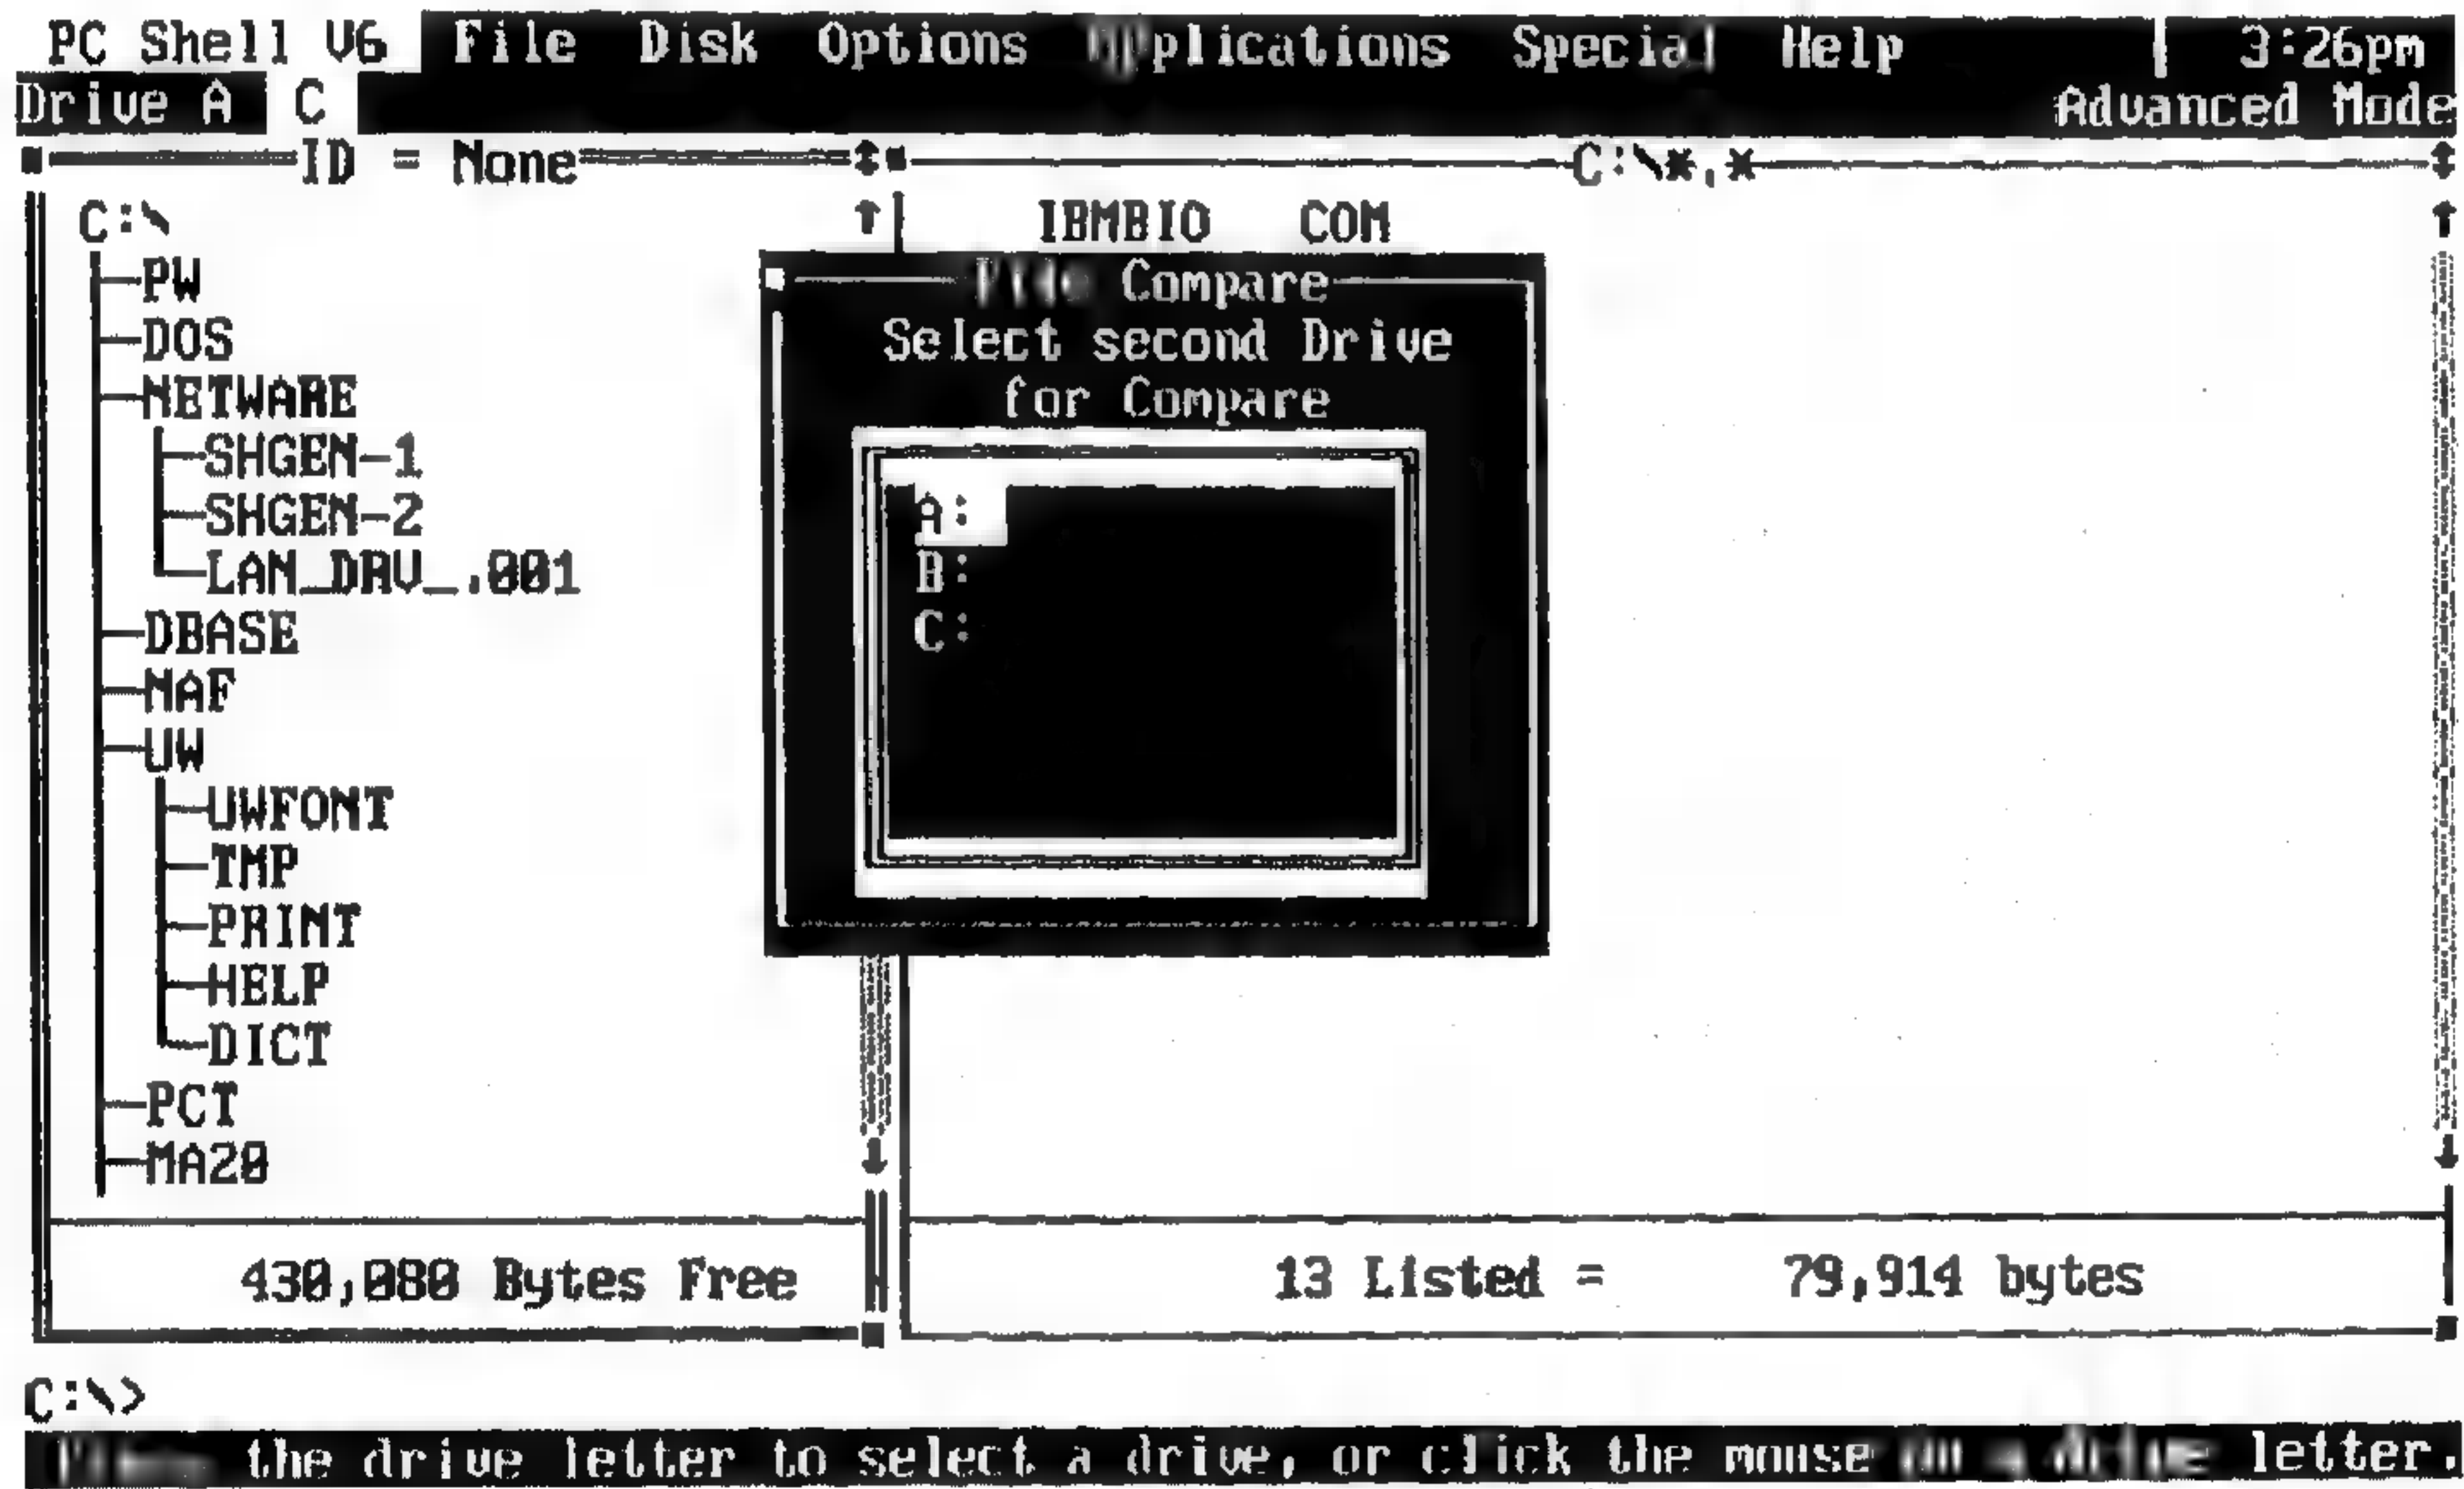 PC Shell V6 File Disk Options Applications Special Help 3:26pm
Drive A C Advanced Mode
ID = None
C:\
PW
DOS
NETWARE
SHGEN-1
SHGEN-2
LAN_DRV_.001
DBASE
MAF
UW
UWFONT
TMP
PRINT
HELP
DICT
PCT
MA20
430,080 Bytes Free
C:\*.*
IBMBIO COM
File Compare
Select second Drive
for Compare
A:
B:
C:
13 Listed = 79,914 bytes
C:\>
the drive letter to select a drive, or click the mouse letter.